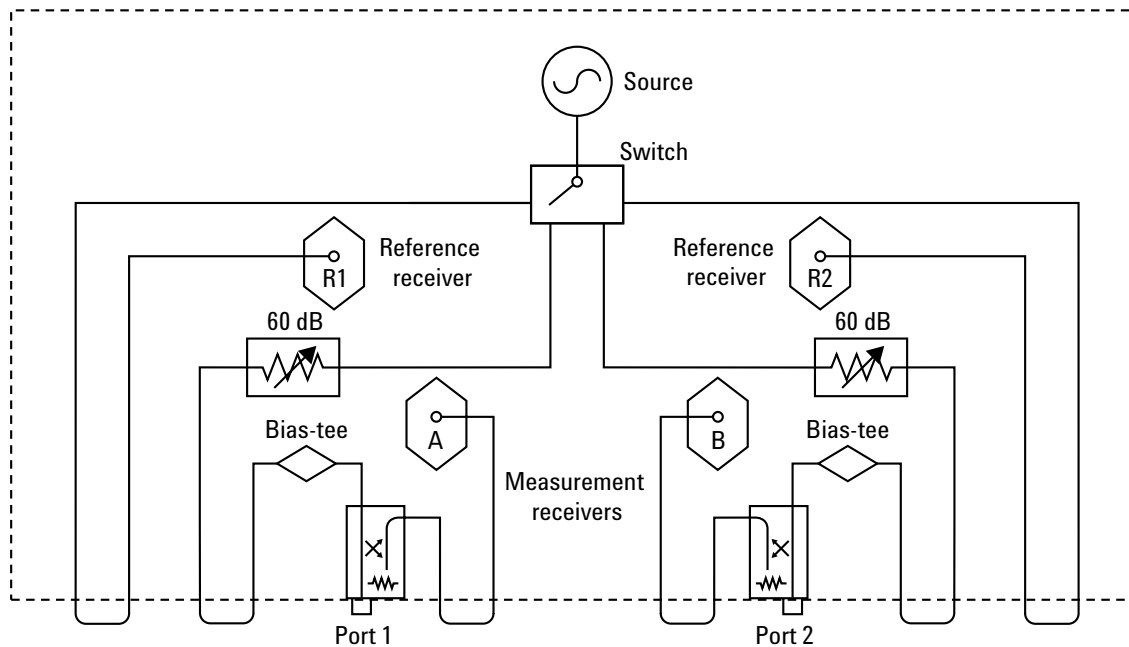 Source
Switch
Reference
receiver
R1
Reference
receiver
R2
60 dB
60 dB
A
B
Bias-tee
Bias-tee
Measurement
receivers
Port 1
Port 2